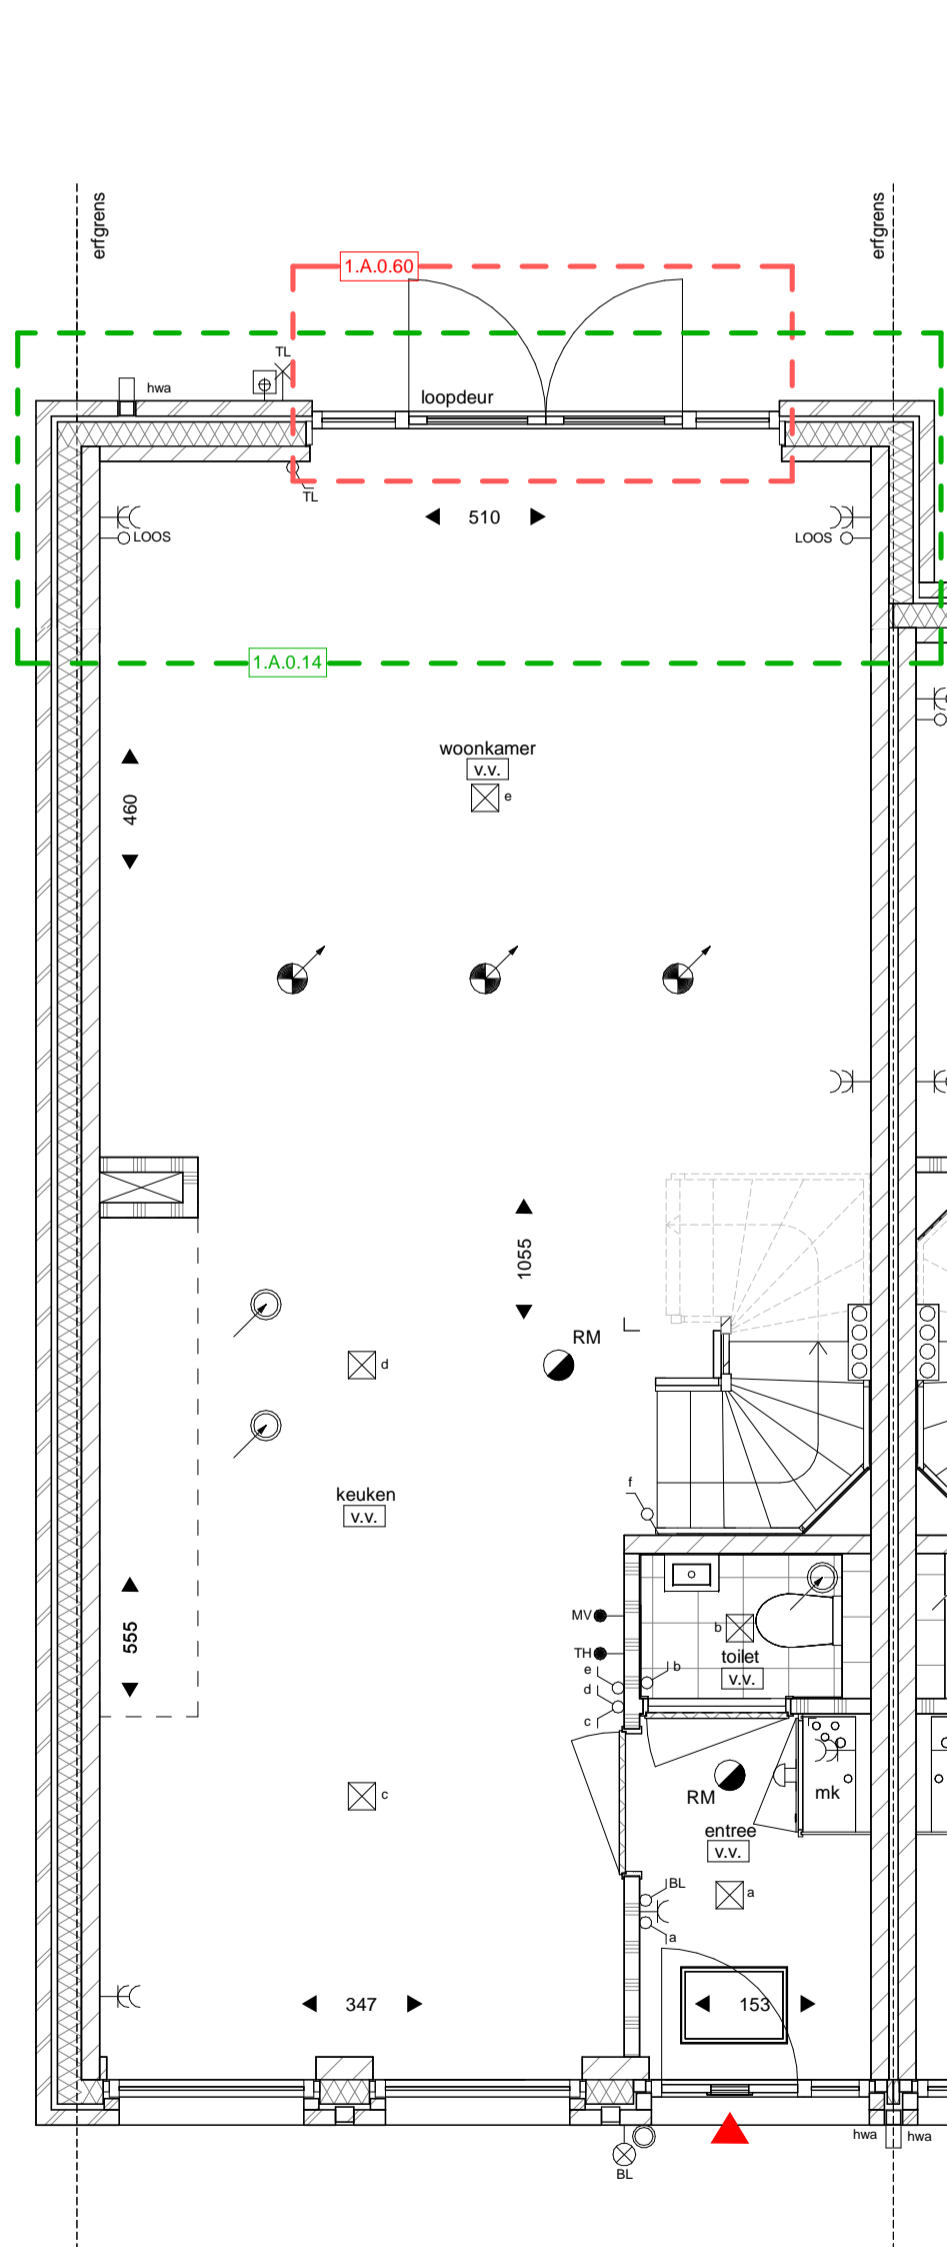 erfgrens
erfgrens
1.A.0.60
TL
hwa
loopdeur
TL
510
LOOS
LOOS
1.A.0.14
woonkamer
v.v.
e
460
1055
RM
d
keuken
v.v.
f
555
MV
TH
e
d
c
b
b
toilet
v.v.
c
RM
mk
entree
v.v.
a
BL
a
347
153
hwa
hwa
BL